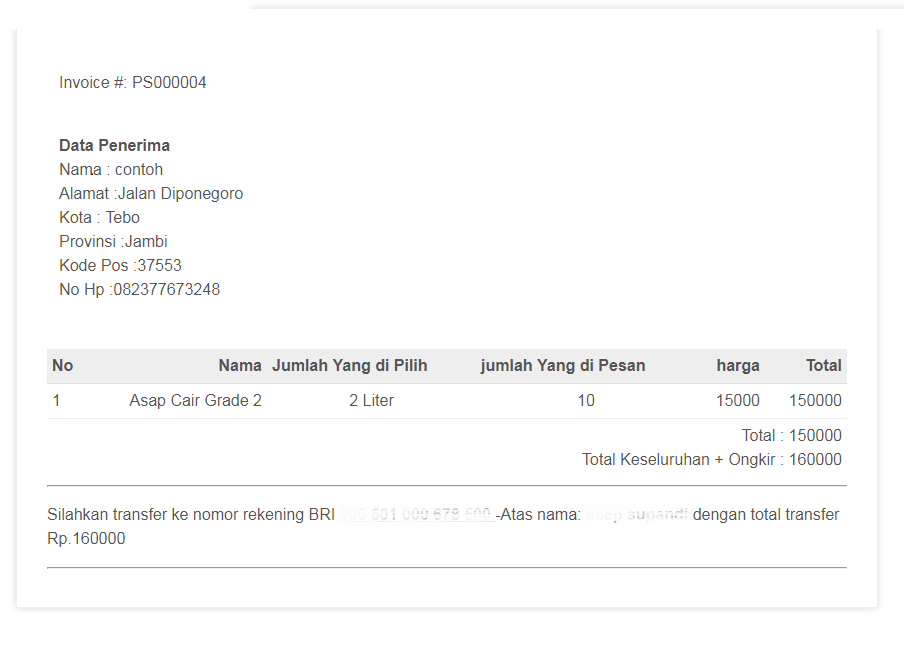 Invoice #: PS000004
Data Penerima
Nama : contoh
Alamat :Jalan Diponegoro
Kota : Tebo
Provinsi :Jambi
Kode Pos :37553
No Hp :082377673248
No Nama Jumlah Yang di Pilih jumlah Yang di Pesan harga Total
1 Asap Cair Grade 2 2 Liter 10 15000 150000
Total : 150000
Total Keseluruhan + Ongkir : 160000
Silahkan transfer ke nomor rekening BRI -Atas nama: dengan total transfer
Rp.160000